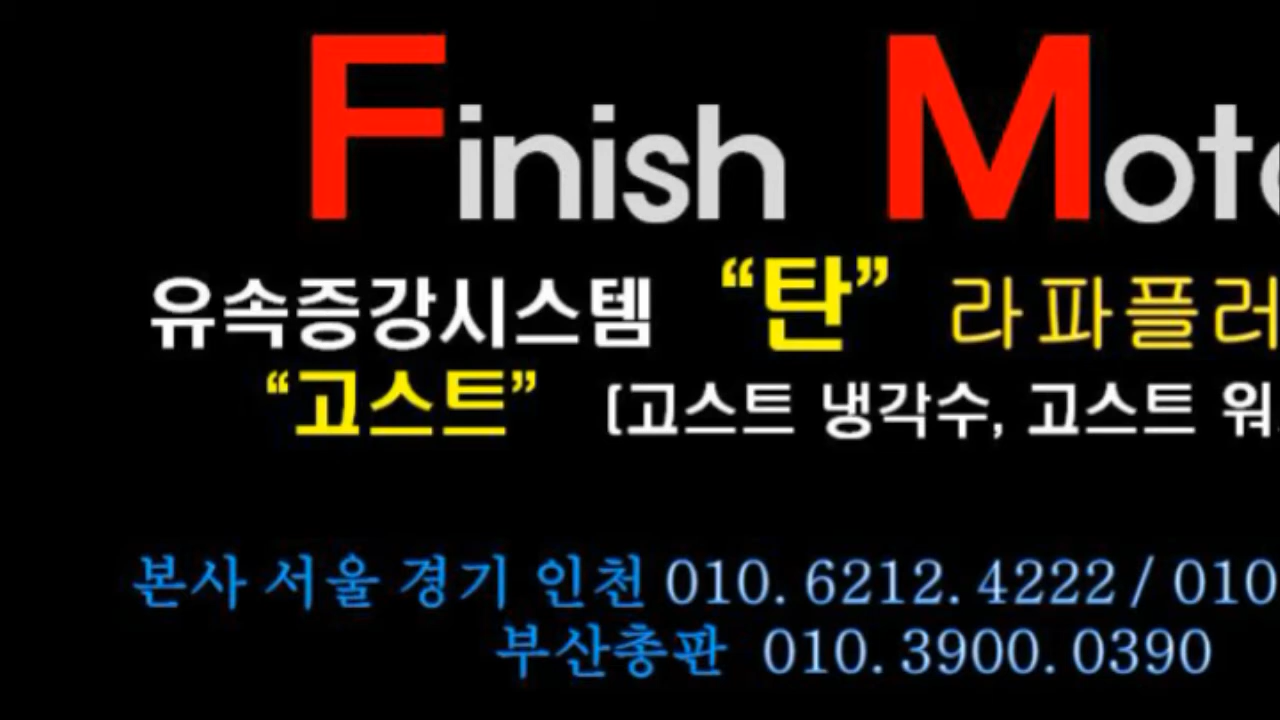 Finish Moto
유속증강시스템 “탄” 라파플러
“고스트” [고스트 냉각수, 고스트 워
본사 서울 경기 인천 010. 6212. 4222 / 010
부산총판 010. 3900. 0390